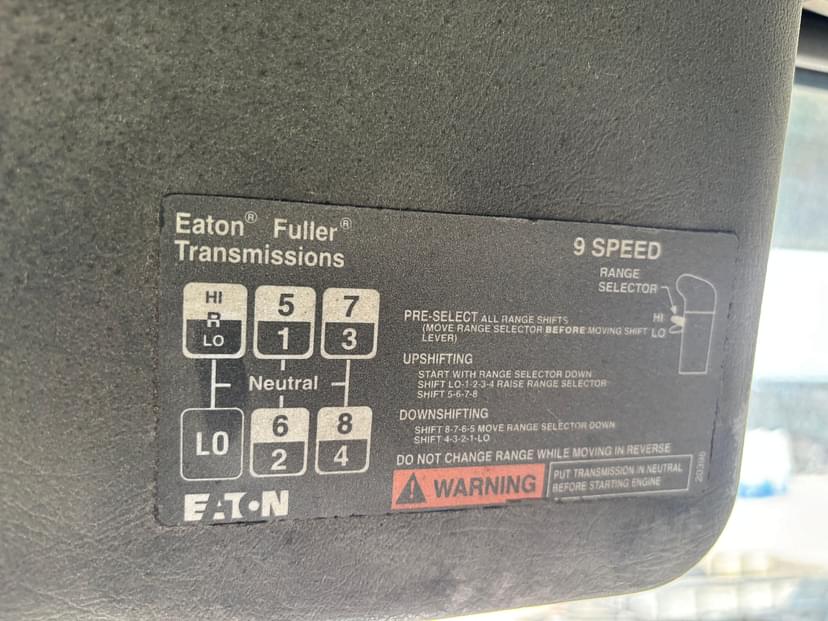 Eaton® Fuller®
Transmissions
9 SPEED
RANGE
SELECTOR
HI
LO
HI
R
LO
5
1
7
3
Neutral
LO
6
2
8
4
PRE-SELECT ALL RANGE SHIFTS
(MOVE RANGE SELECTOR BEFORE MOVING SHIFT
LEVER)
UPSHIFTING
START WITH RANGE SELECTOR DOWN
SHIFT LO-1-2-3-4 RAISE RANGE SELECTOR
SHIFT 5-6-7-8
DOWNSHIFTING
SHIFT 8-7-6-5 MOVE RANGE SELECTOR DOWN
SHIFT 4-3-2-1-LO
DO NOT CHANGE RANGE WHILE MOVING IN REVERSE
WARNING
PUT TRANSMISSION IN NEUTRAL
BEFORE STARTING ENGINE
EATON